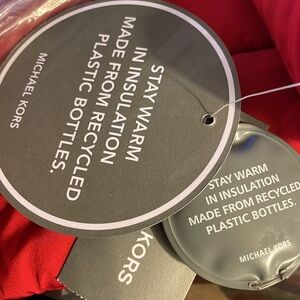 STAY WARM
IN INSULATION
MADE FROM RECYCLED
PLASTIC BOTTLES.
MICHAEL KORS
STAY WARM
IN INSULATION
MADE FROM RECYCLED
PLASTIC BOTTLES.
MICHAEL KORS
KORS